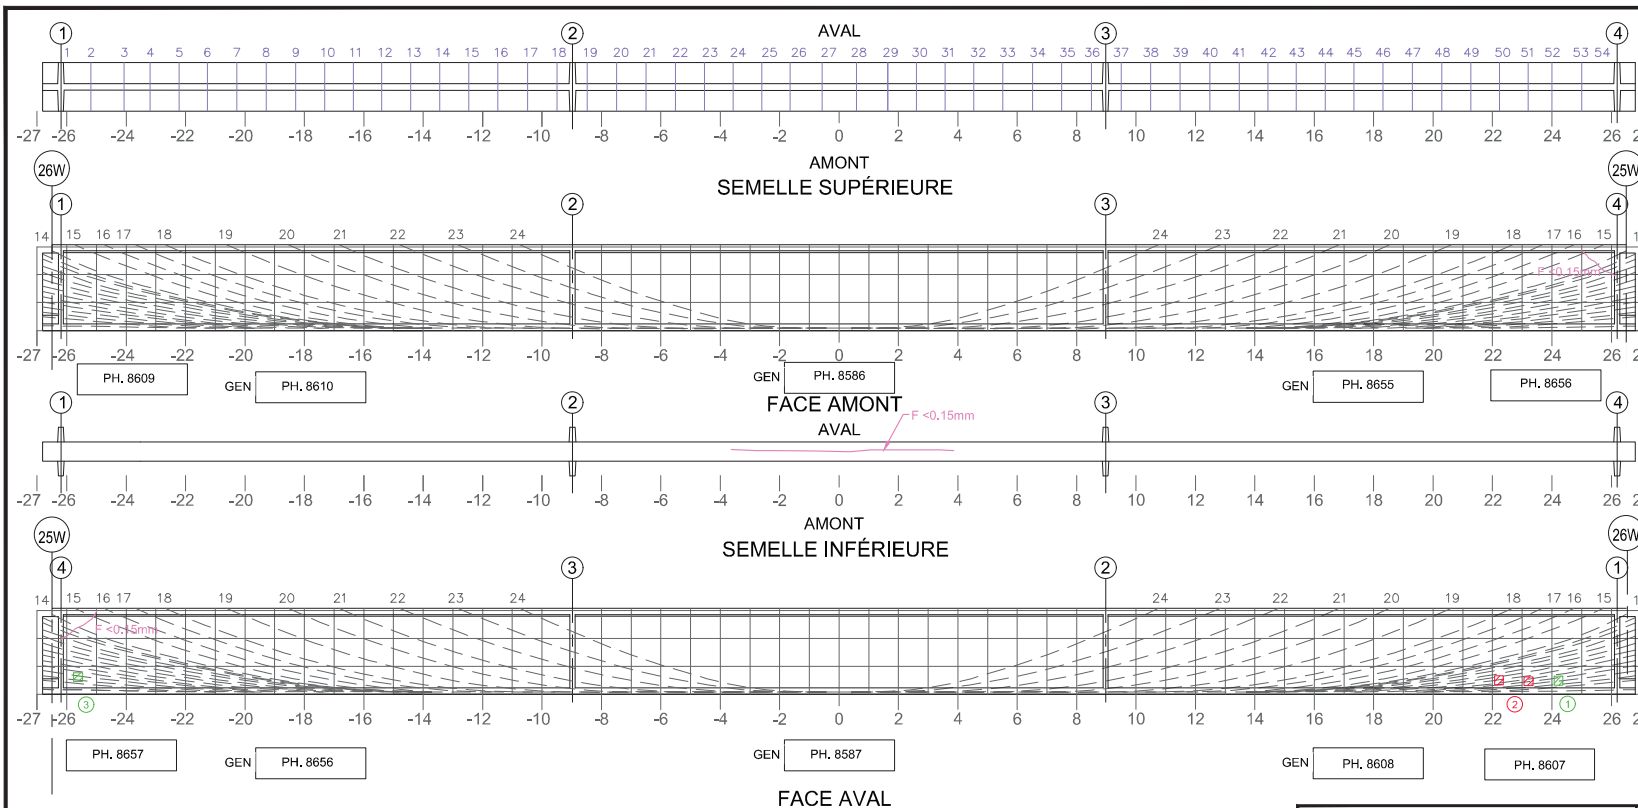 AVAL
1 2 3 4
1 2 3 4 5 6 7 8 9 10 11 12 13 14 15 16 17 18 19 20 21 22 23 24 25 26 27 28 29 30 31 32 33 34 35 36 37 38 39 40 41 42 43 44 45 46 47 48 49 50 51 52 53 54
-27 -26 -24 -22 -20 -18 -16 -14 -12 -10 -8 -6 -4 -2 0 2 4 6 8 10 12 14 16 18 20 22 24 26
AMONT
26W 25W
SEMELLE SUPÉRIEURE
1 2 3 4
14 15 16 17 18 19 20 21 22 23 24 24 23 22 21 20 19 18 17 16 15
F <0.15mm
-27 -26 -24 -22 -20 -18 -16 -14 -12 -10 -8 -6 -4 -2 0 2 4 6 8 10 12 14 16 18 20 22 24 26
PH. 8609 GEN PH. 8610 GEN PH. 8586 GEN PH. 8655 PH. 8656
FACE AMONT
1 2 3 4
F <0.15mm
AVAL
-27 -26 -24 -22 -20 -18 -16 -14 -12 -10 -8 -6 -4 -2 0 2 4 6 8 10 12 14 16 18 20 22 24 26
AMONT
25W 26W
SEMELLE INFÉRIEURE
4 3 2 1
14 15 16 17 18 19 20 21 22 23 24 24 23 22 21 20 19 18 17 16 15
F <0.15mm
3 2 1
-27 -26 -24 -22 -20 -18 -16 -14 -12 -10 -8 -6 -4 -2 0 2 4 6 8 10 12 14 16 18 20 22 24 26
PH. 8657 GEN PH. 8656 GEN PH. 8587 GEN PH. 8608 PH. 8607
FACE AVAL